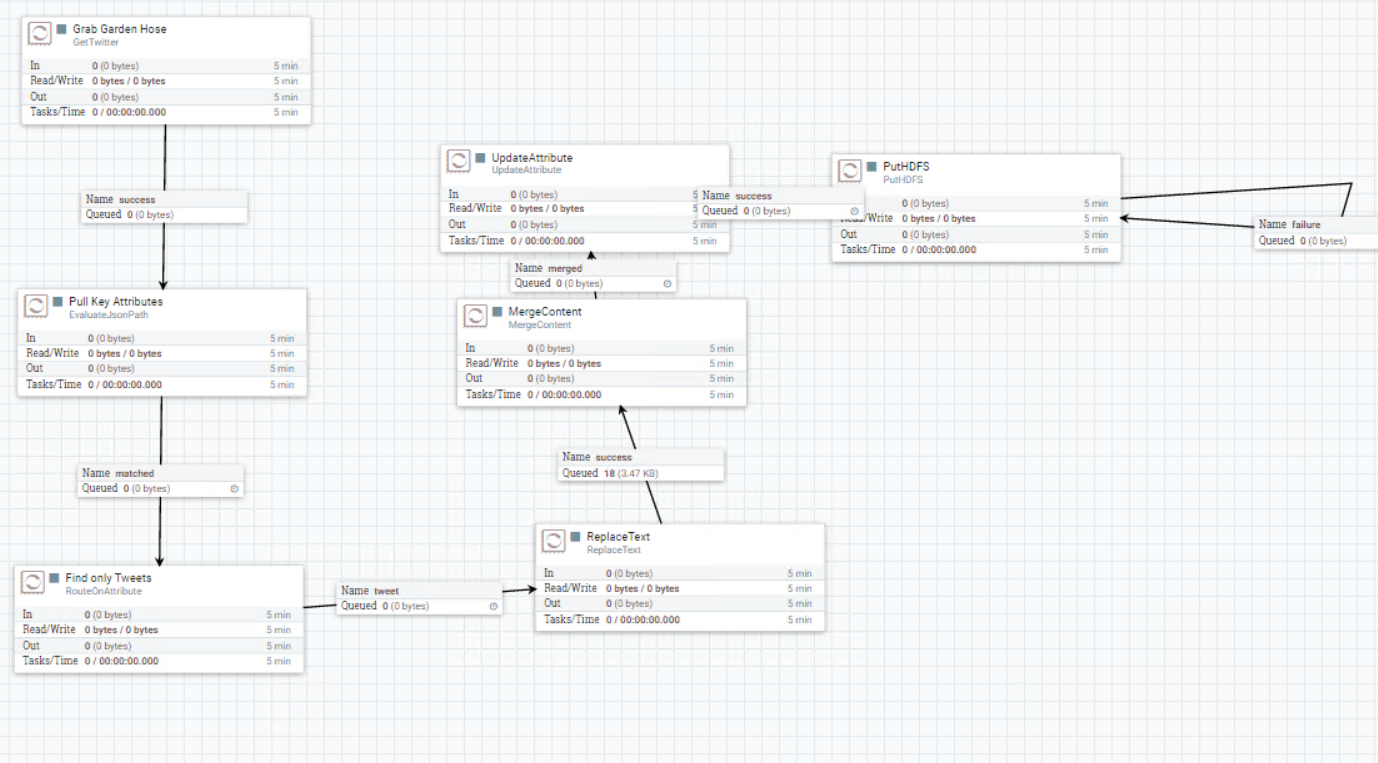 Grab Garden Hose
GetTwitter
In 0 (0 bytes) 5 min
Read/Write 0 bytes / 0 bytes 5 min
Out 0 (0 bytes) 5 min
Tasks/Time 0 / 00:00:00.000 5 min
Name success
Queued 0 (0 bytes)
Pull Key Attributes
EvaluateJsonPath
In 0 (0 bytes) 5 min
Read/Write 0 bytes / 0 bytes 5 min
Out 0 (0 bytes) 5 min
Tasks/Time 0 / 00:00:00.000 5 min
Name matched
Queued 0 (0 bytes)
Find only Tweets
RouteOnAttribute
In 0 (0 bytes) 5 min
Read/Write 0 bytes / 0 bytes 5 min
Out 0 (0 bytes) 5 min
Tasks/Time 0 / 00:00:00.000 5 min
Name tweet
Queued 0 (0 bytes)
ReplaceText
ReplaceText
In 0 (0 bytes) 5 min
Read/Write 0 bytes / 0 bytes 5 min
Out 0 (0 bytes) 5 min
Tasks/Time 0 / 00:00:00.000 5 min
Name success
Queued 18 (3.47 KB)
MergeContent
MergeContent
In 0 (0 bytes) 5 min
Read/Write 0 bytes / 0 bytes 5 min
Out 0 (0 bytes) 5 min
Tasks/Time 0 / 00:00:00.000 5 min
Name merged
Queued 0 (0 bytes)
UpdateAttribute
UpdateAttribute
In 0 (0 bytes) 5
Read/Write 0 bytes / 0 bytes 5
Out 0 (0 bytes) 5 min
Tasks/Time 0 / 00:00:00.000 5 min
Name success
Queued 0 (0 bytes)
PutHDFS
PutHDFS
0 (0 bytes) 5 min
/Write 0 bytes / 0 bytes 5 min
Out 0 (0 bytes) 5 min
Tasks/Time 0 / 00:00:00.000 5 min
Name failure
Queued 0 (0 bytes)